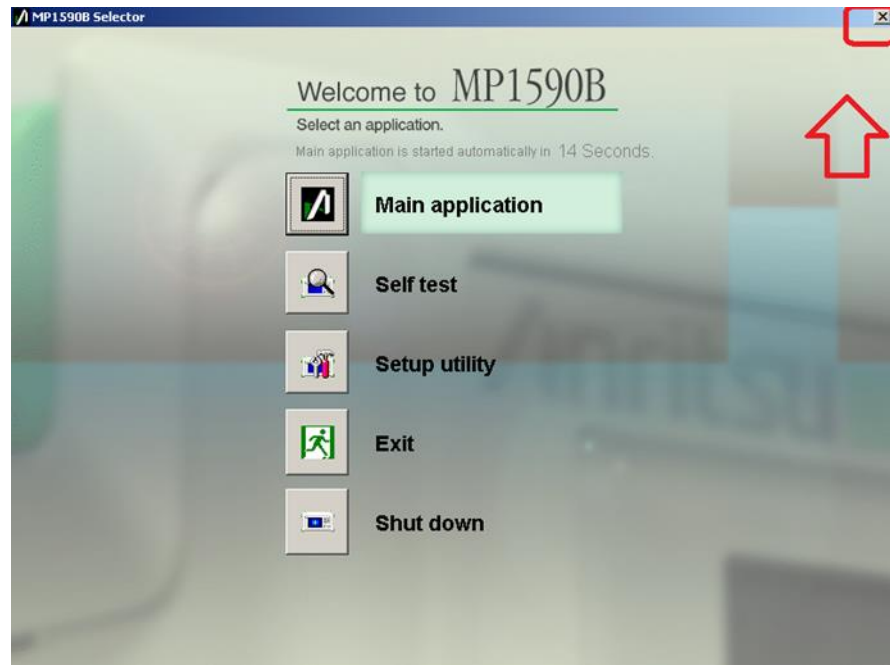 MP1590B Selector
Welcome to MP1590B
Select an application.
Main application is started automatically in 14 Seconds.
Main application
Self test
Setup utility
Exit
Shut down
Anritsu